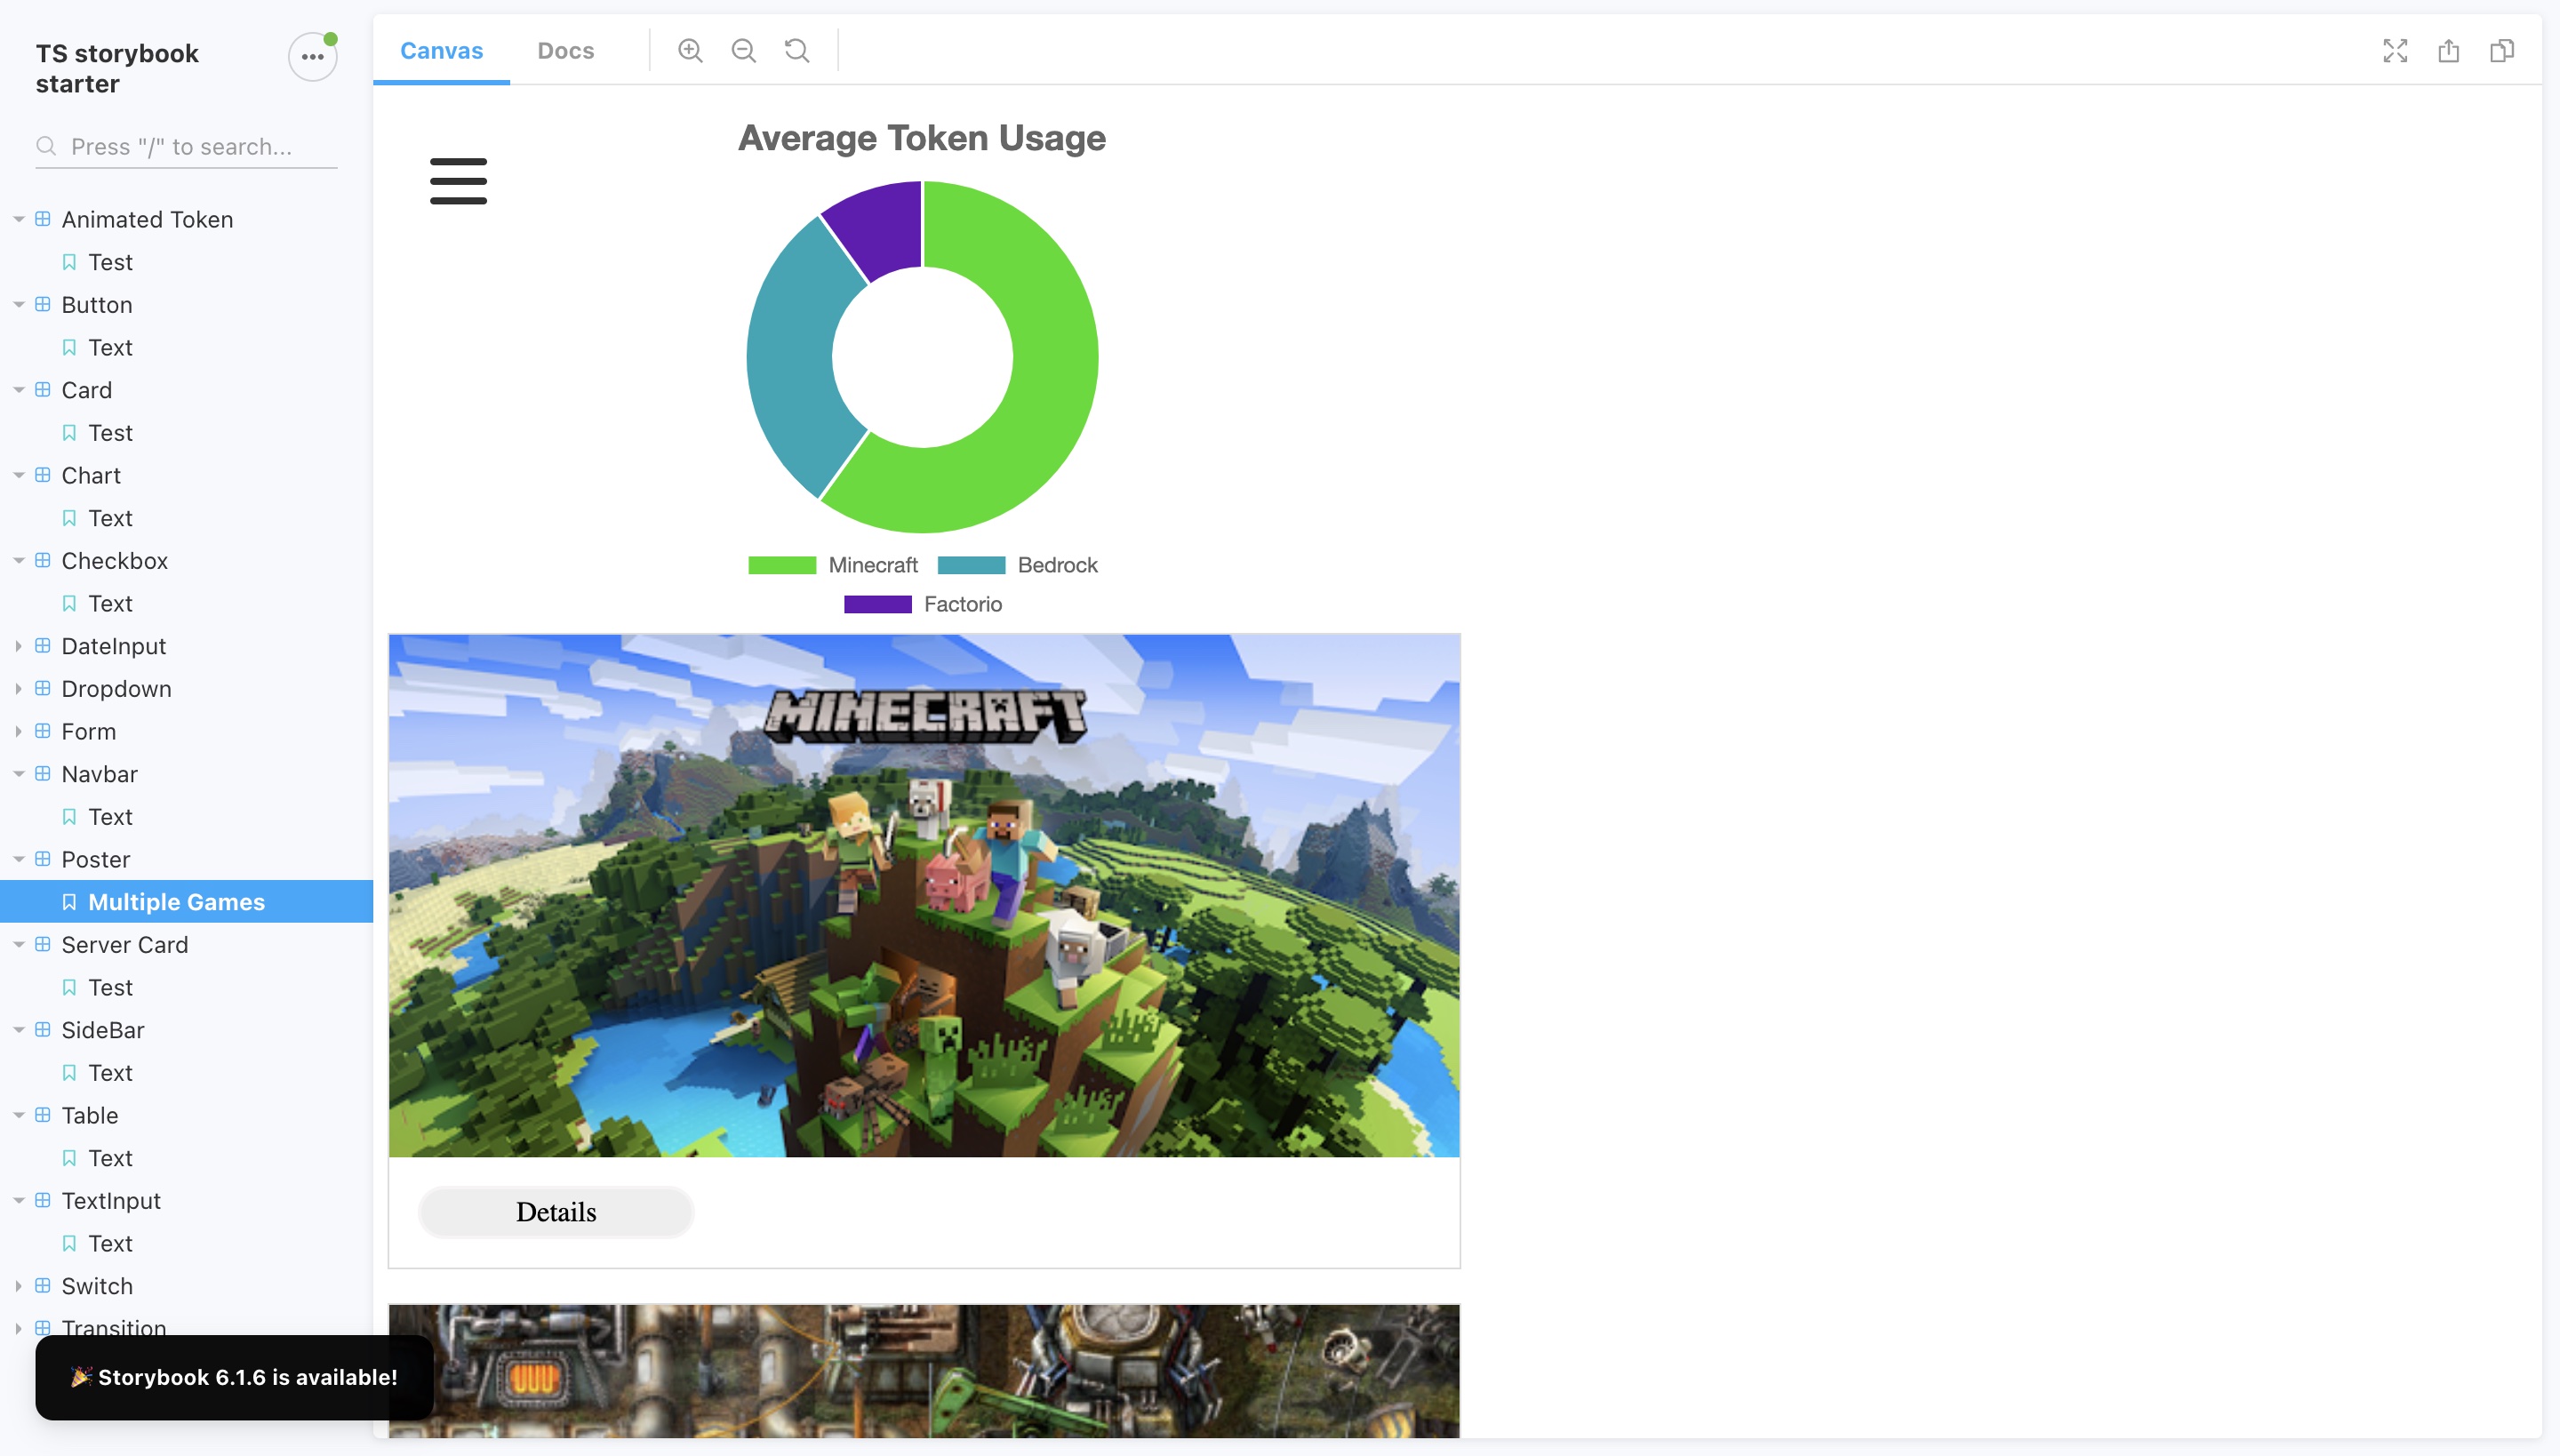 TS storybook
starter
Press "/" to search...
Animated Token
Test
Button
Text
Card
Test
Chart
Text
Checkbox
Text
DateInput
Dropdown
Form
Navbar
Text
Poster
Multiple Games
Server Card
Test
SideBar
Text
Table
Text
TextInput
Text
Switch
Transition
🎉 Storybook 6.1.6 is available!
Canvas
Docs
Average Token Usage
Minecraft
Bedrock
Factorio
MINECRAFT
Details